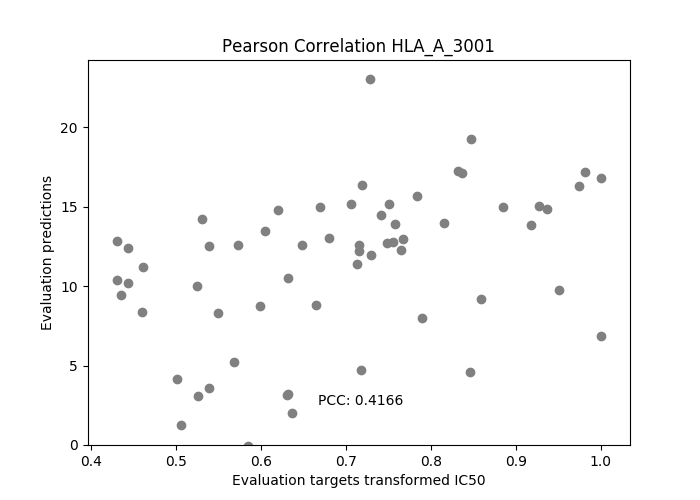 Pearson Correlation HLA_A_3001
Evaluation predictions
20
15
10
5
0
PCC: 0.4166
0.4 0.5 0.6 0.7 0.8 0.9 1.0
Evaluation targets transformed IC50